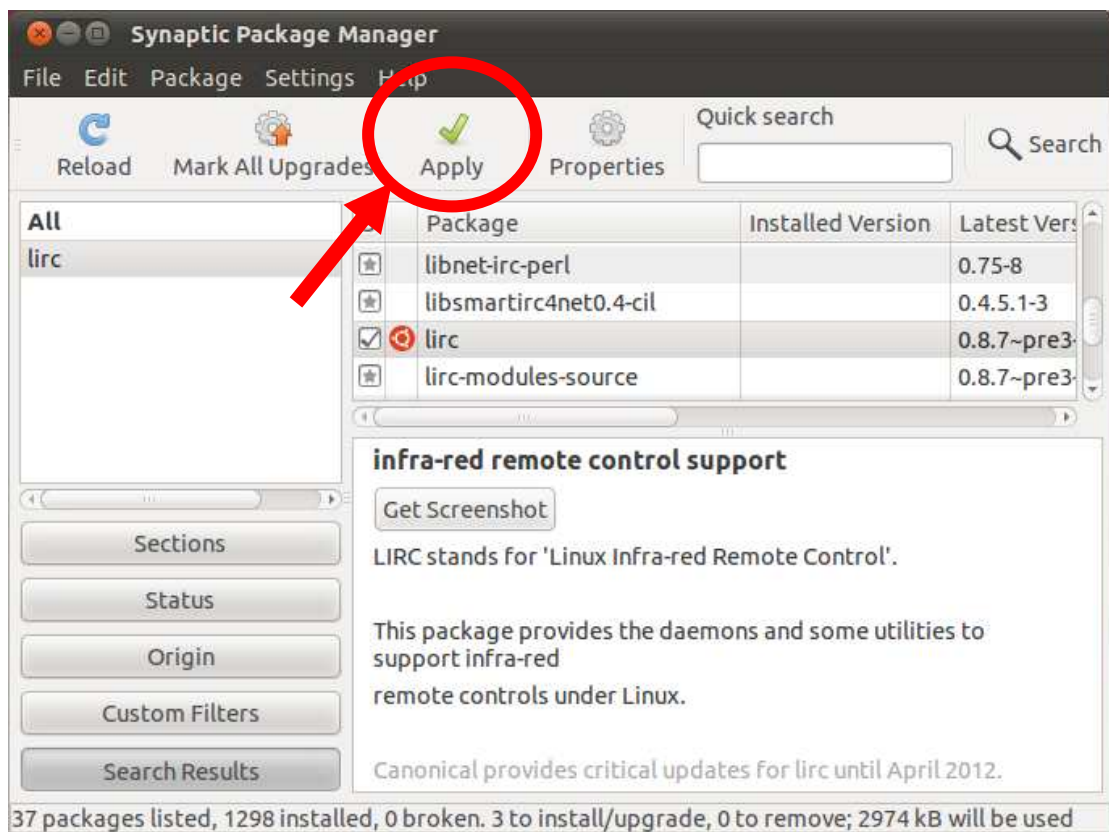 Synaptic Package Manager
File Edit Package Settings Help
Reload Mark All Upgrades Apply Properties Quick search Search
All
lirc
Package Installed Version Latest Vers
libnet-irc-perl 0.75-8
libsmartirc4net0.4-cil 0.4.5.1-3
lirc 0.8.7~pre3-
lirc-modules-source 0.8.7~pre3-
Sections
Status
Origin
Custom Filters
Search Results
infra-red remote control support
Get Screenshot
LIRC stands for 'Linux Infra-red Remote Control'.
This package provides the daemons and some utilities to
support infra-red
remote controls under Linux.
Canonical provides critical updates for lirc until April 2012.
37 packages listed, 1298 installed, 0 broken. 3 to install/upgrade, 0 to remove; 2974 kB will be used